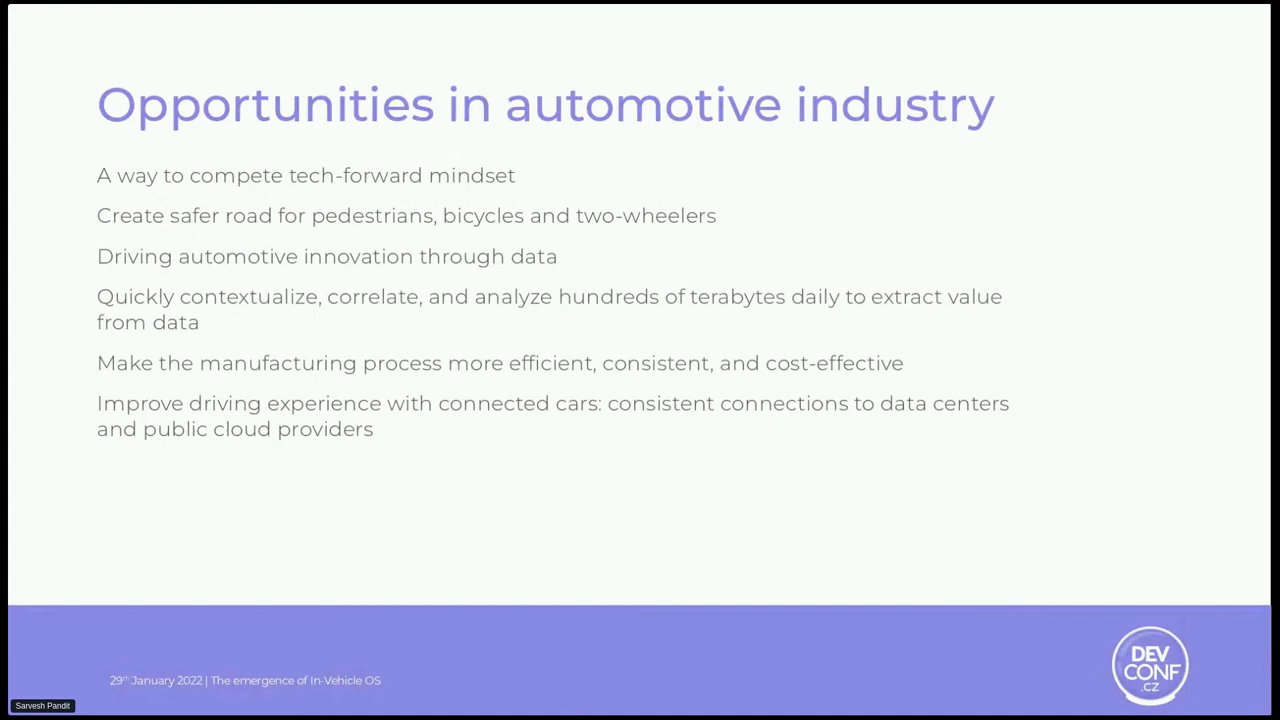 Opportunities in automotive industry
A way to compete tech-forward mindset
Create safer road for pedestrians, bicycles and two-wheelers
Driving automotive innovation through data
Quickly contextualize, correlate, and analyze hundreds of terabytes daily to extract value
from data
Make the manufacturing process more efficient, consistent, and cost-effective
Improve driving experience with connected cars: consistent connections to data centers
and public cloud providers
29th January 2022 | The emergence of In-Vehicle OS
DEV
CONF
.CZ
Sarvesh Pandit